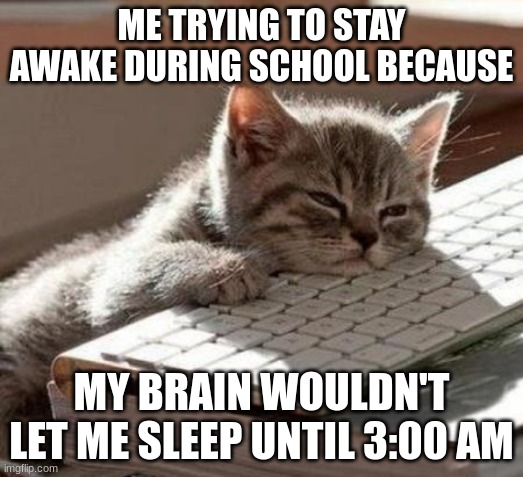 ME TRYING TO STAY
AWAKE DURING SCHOOL BECAUSE
MY BRAIN WOULDN'T
LET ME SLEEP UNTIL 3:00 AM
imgflip.com